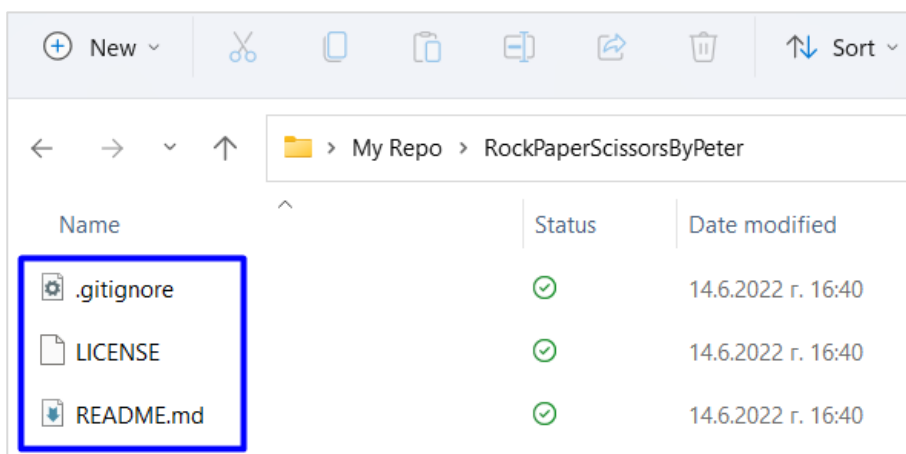 New Sort
My Repo RockPaperScissorsByPeter
Name Status Date modified
.gitignore 14.6.2022 г. 16:40
LICENSE 14.6.2022 г. 16:40
README.md 14.6.2022 г. 16:40